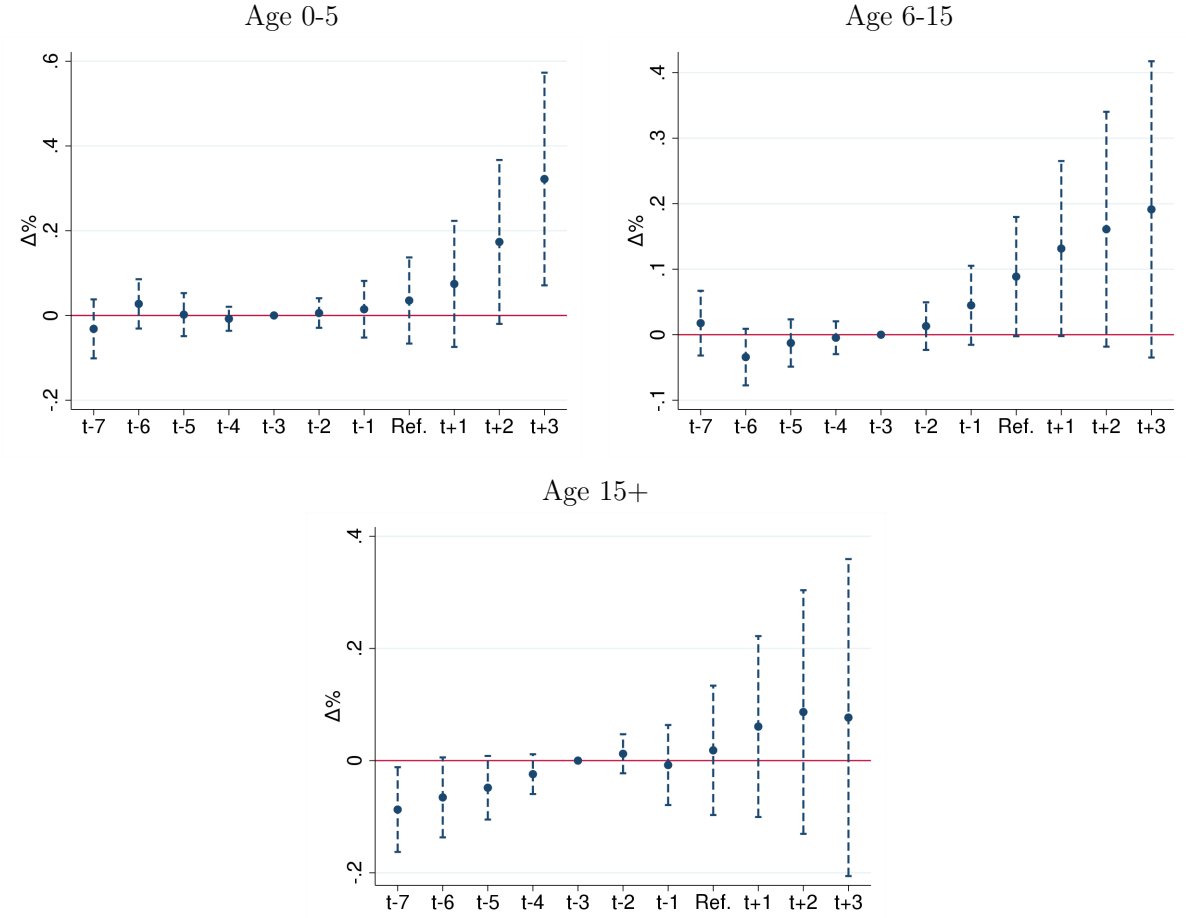 Age 0-5
.6
.4
.2
0
-.2
Δ%
t-7 t-6 t-5 t-4 t-3 t-2 t-1 Ref. t+1 t+2 t+3
Age 6-15
.4
.3
.2
.1
0
-.1
Δ%
t-7 t-6 t-5 t-4 t-3 t-2 t-1 Ref. t+1 t+2 t+3
Age 15+
.4
.2
0
-.2
Δ%
t-7 t-6 t-5 t-4 t-3 t-2 t-1 Ref. t+1 t+2 t+3